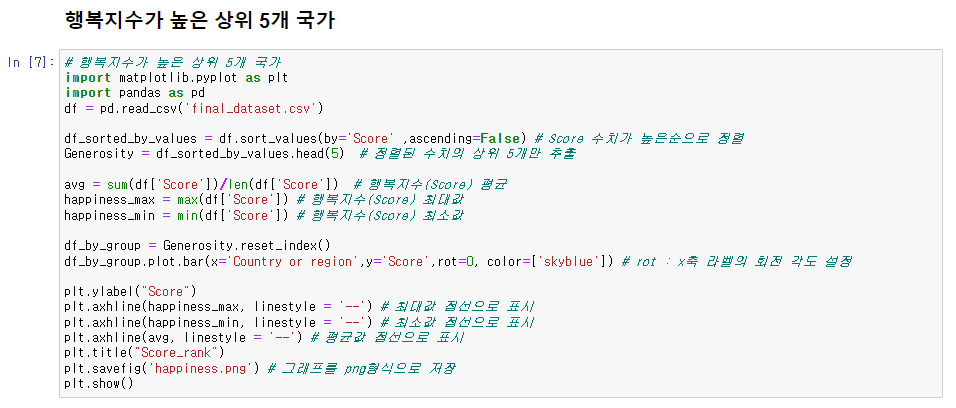 행복지수가 높은 상위 5개 국가
In [7]: # 행복지수가 높은 상위 5개 국가
import matplotlib.pyplot as plt
import pandas as pd
df = pd.read_csv('final_dataset.csv')
df_sorted_by_values = df.sort_values(by='Score' ,ascending=False) # Score 수치가 높은순으로 정렬
Generosity = df_sorted_by_values.head(5)  # 정렬된 수치의 상위 5개만 추출
avg = sum(df['Score'])/len(df['Score'])  # 행복지수(Score) 평균
happiness_max = max(df['Score']) # 행복지수(Score) 최대값
happiness_min = min(df['Score']) # 행복지수(Score) 최소값
df_by_group = Generosity.reset_index()
df_by_group.plot.bar(x='Country or region',y='Score',rot=0, color=['skyblue']) # rot : x축 라벨의 회전 각도 설정
plt.ylabel("Score")
plt.axhline(happiness_max, linestyle = '--') # 최대값 점선으로 표시
plt.axhline(happiness_min, linestyle = '--') # 최소값 점선으로 표시
plt.axhline(avg, linestyle = '--') # 평균값 점선으로 표시
plt.title("Score_rank")
plt.savefig('happiness.png') # 그래프를 png형식으로 저장
plt.show()